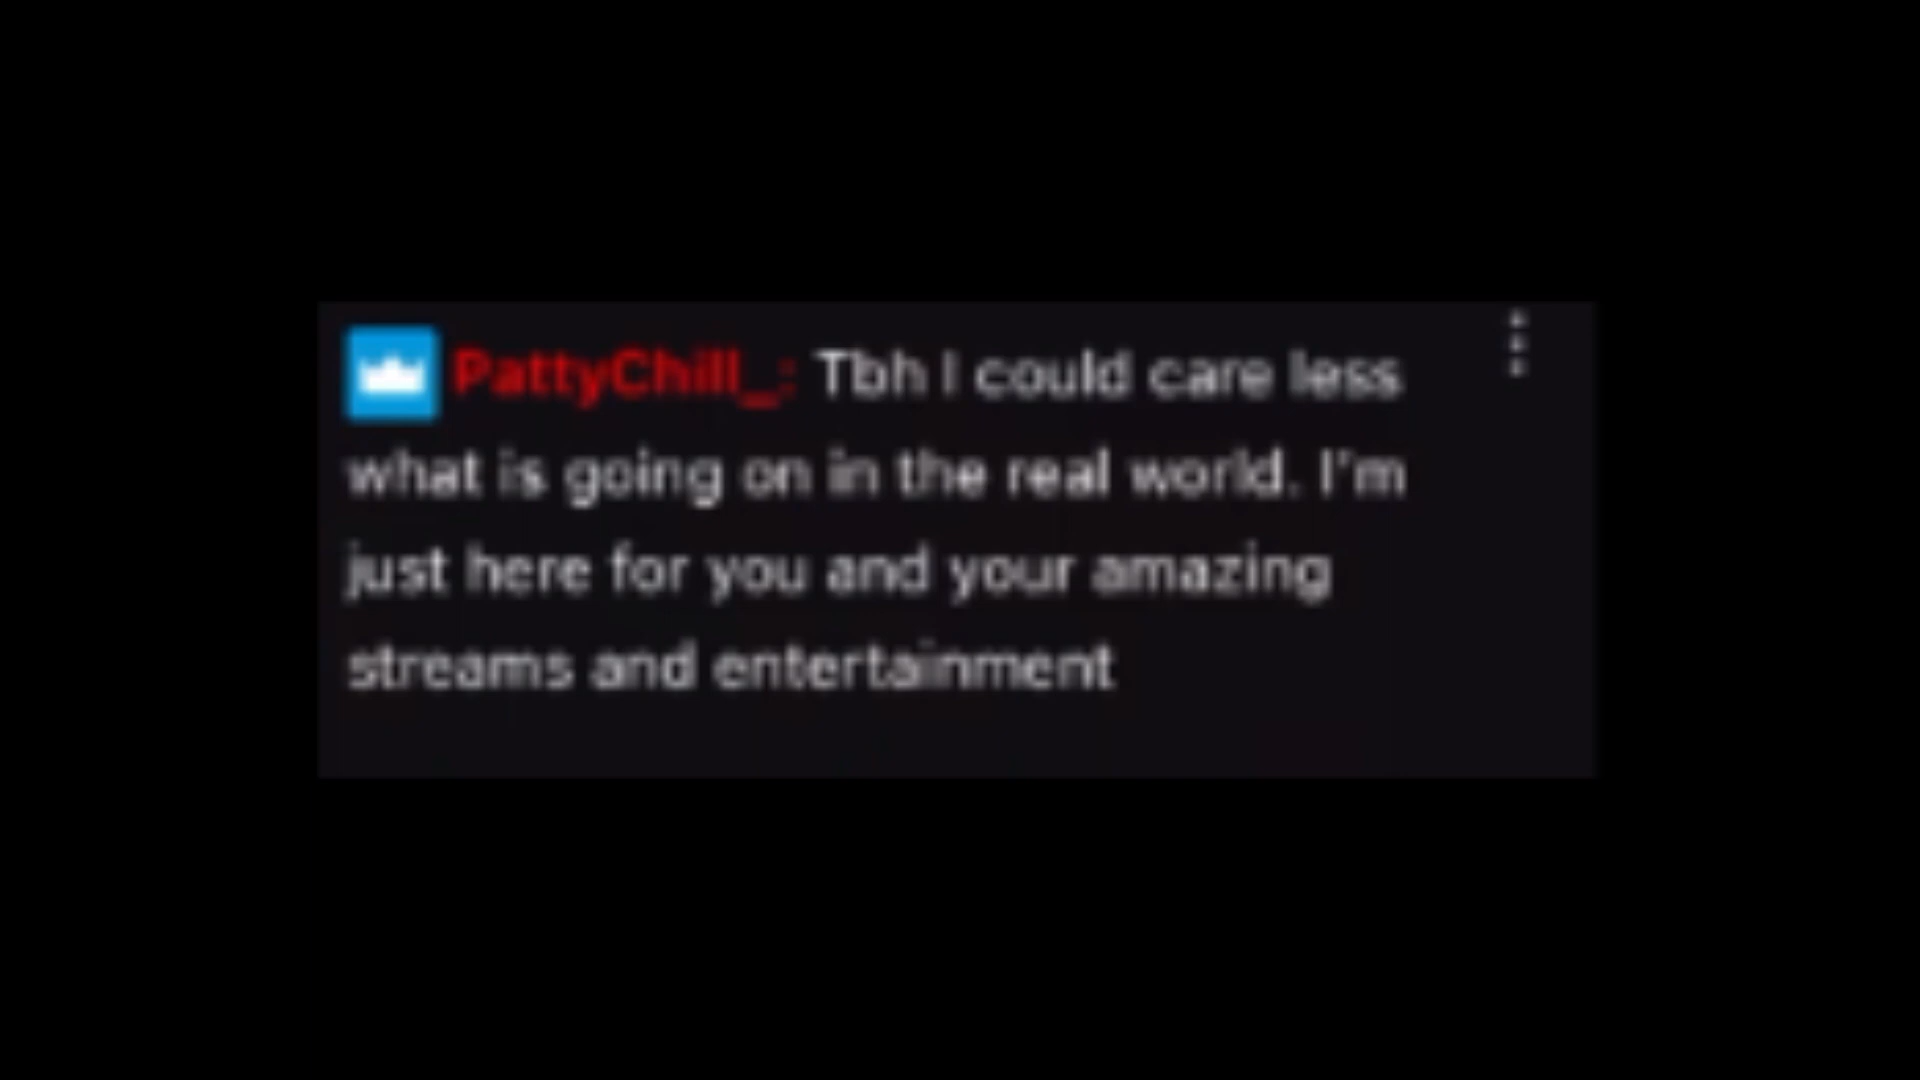 PattyChill_: Tbh I could care less
what is going on in the real world. I'm
just here for you and your amazing
streams and entertainment